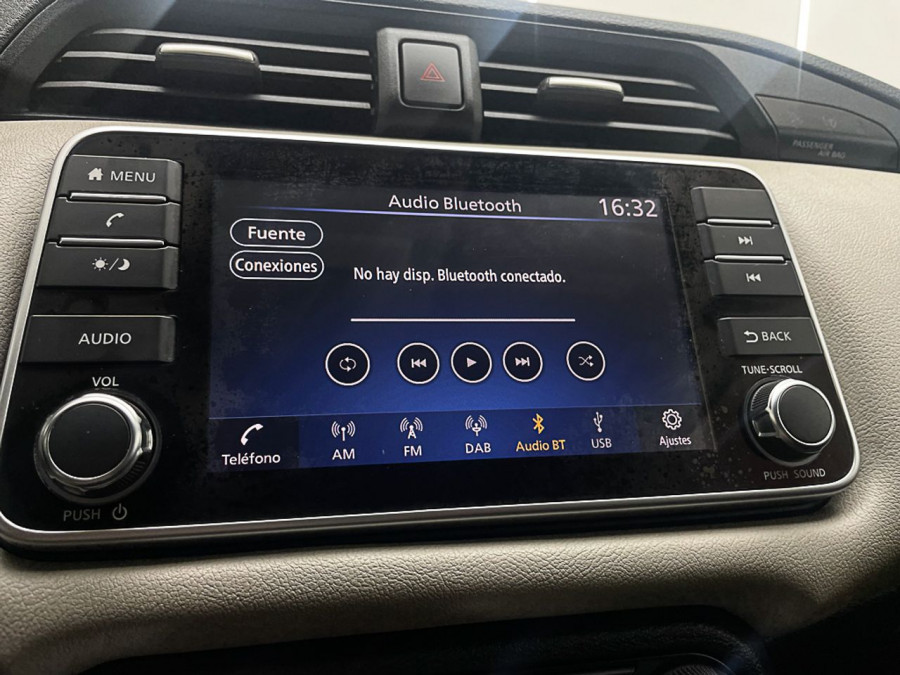 PASSENGER
AIR BAG
MENU
Audio Bluetooth 16:32
Fuente
Conexiones
No hay disp. Bluetooth conectado.
AUDIO
BACK
VOL
TUNE·SCROLL
Teléfono AM FM DAB Audio BT USB Ajustes
PUSH
PUSH SOUND